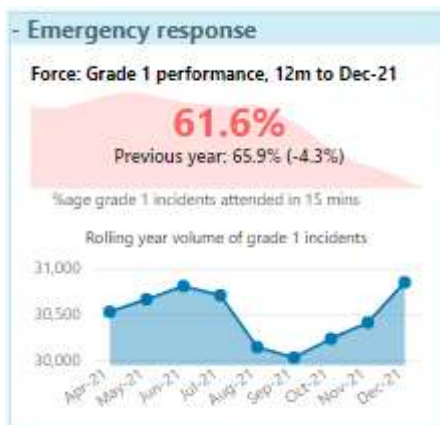 - Emergency response
Force: Grade 1 performance, 12m to Dec-21
61.6%
Previous year: 65.9% (-4.3%)
%age grade 1 incidents attended in 15 mins
Rolling year volume of grade 1 incidents
31,000
30,500
30,000
Apr-21 May-21 Jun-21 Jul-21 Aug-21 Sep-21 Oct-21 Nov-21 Dec-21